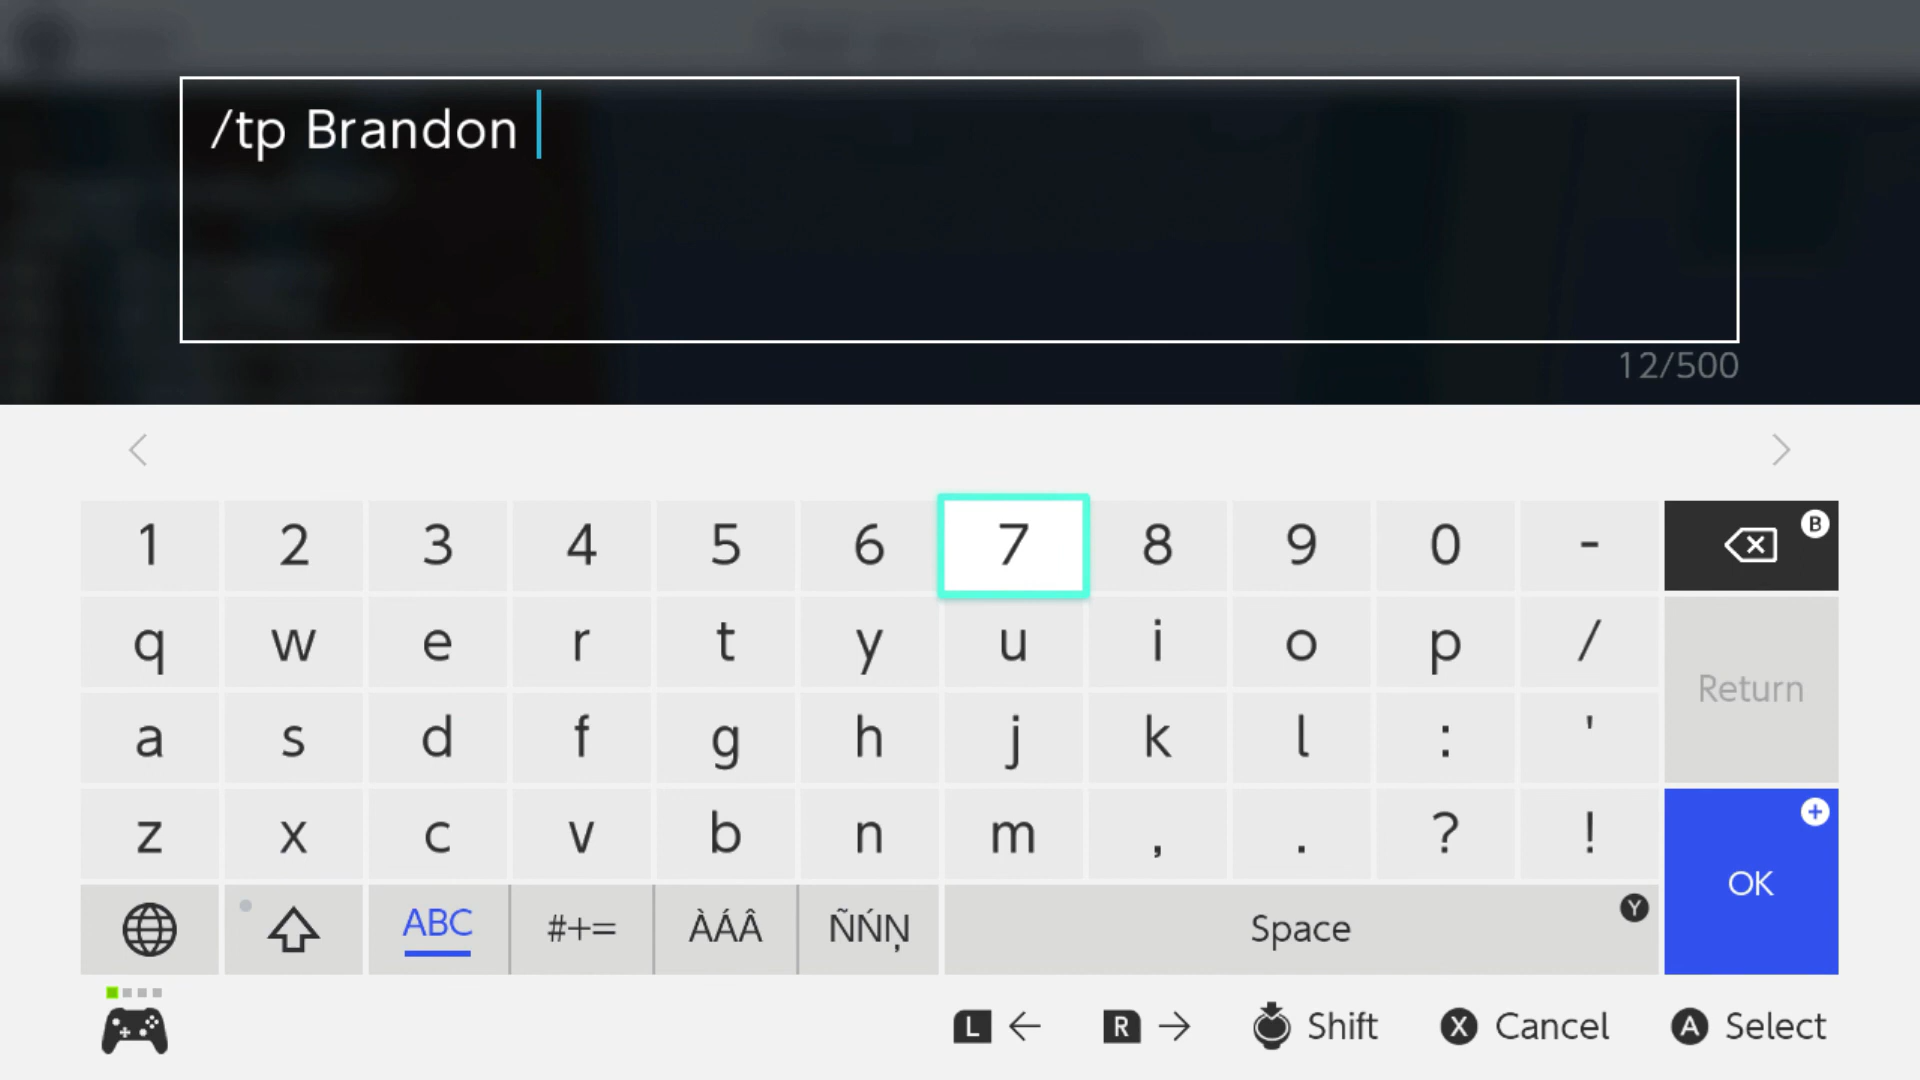 /tp Brandon
12/500
1 2 3 4 5 6 7 8 9 0 - B
q w e r t y u i o p / Return
a s d f g h j k l : '
z x c v b n m , . ? ! + OK
ABC #+= ÀÁÂ ÑŃŅ Space Y
L ← R → Shift X Cancel A Select